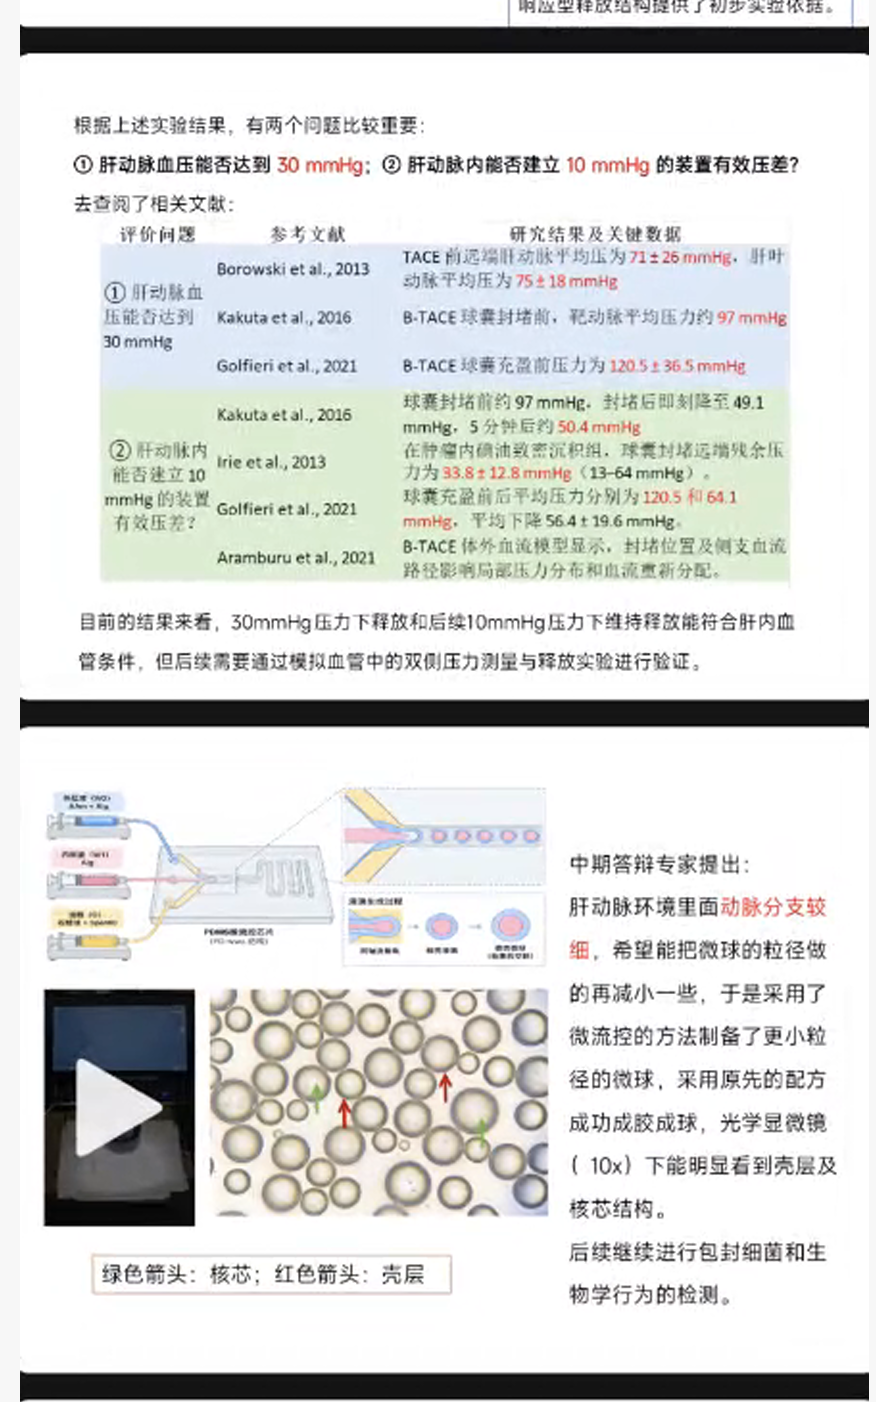 响应型释放结构提供了初步实验依据。
根据上述实验结果，有两个问题比较重要：
① 肝动脉血压能否达到 30 mmHg；② 肝动脉内能否建立 10 mmHg 的装置有效压差？
去查阅了相关文献：
评价问题 参考文献 研究结果及关键数据
① 肝动脉血
压能否达到
30 mmHg
Borowski et al., 2013
TACE 前远端肝动脉平均压为 71 ± 26 mmHg，肝叶
动脉平均压为 75 ± 18 mmHg
Kakuta et al., 2016
B-TACE 球囊封堵前，靶动脉平均压力约 97 mmHg
Golfieri et al., 2021
B-TACE 球囊充盈前压力为 120.5 ± 36.5 mmHg
② 肝动脉内
能否建立 10
mmHg 的装置
有效压差？
Kakuta et al., 2016
球囊封堵前约 97 mmHg，封堵后即刻降至 49.1
mmHg，5 分钟后约 50.4 mmHg
Irie et al., 2013
在肿瘤内碘油致密沉积组，球囊封堵远端残余压
力为 33.8 ± 12.8 mmHg（13–64 mmHg）。
Golfieri et al., 2021
球囊充盈前后平均压力分别为 120.5 和 64.1
mmHg，平均下降 56.4 ± 19.6 mmHg。
Aramburu et al., 2021
B-TACE 体外血流模型显示，封堵位置及侧支血流
路径影响局部压力分布和血流重新分配。
目前的结果来看，30mmHg压力下释放和后续10mmHg压力下维持释放能符合肝内血
管条件，但后续需要通过模拟血管中的双侧压力测量与释放实验进行验证。
中期答辩专家提出：
肝动脉环境里面动脉分支较
细，希望能把微球的粒径做
的再减小一些，于是采用了
微流控的方法制备了更小粒
径的微球，采用原先的配方
成功成胶成球，光学显微镜
（ 10x）下能明显看到壳层及
核芯结构。
后续继续进行包封细菌和生
物学行为的检测。
绿色箭头：核芯；红色箭头：壳层